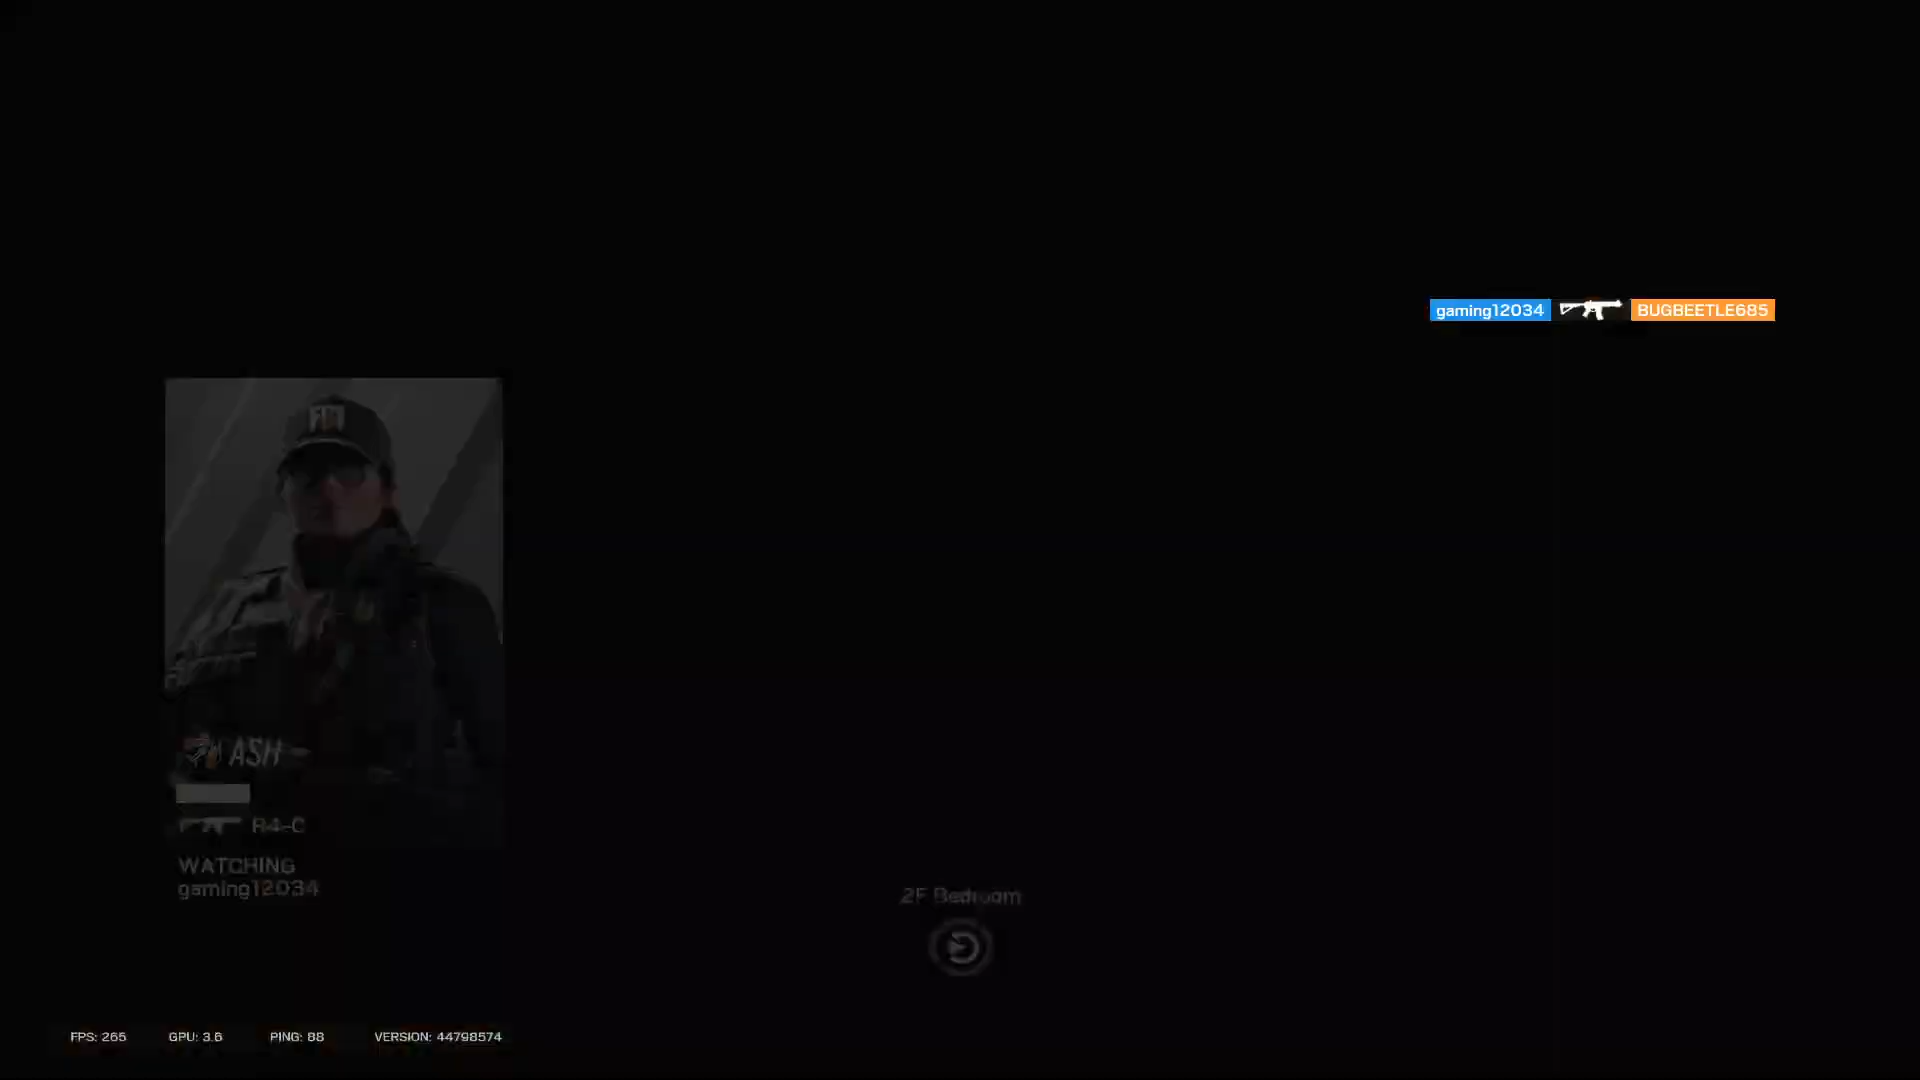 gaming12034 BUGBEETLE685
FBI
ASH
R4-C
WATCHING
gaming12034
2F Bedroom
FPS: 265 GPU: 3.6 PING: 88 VERSION: 44798574